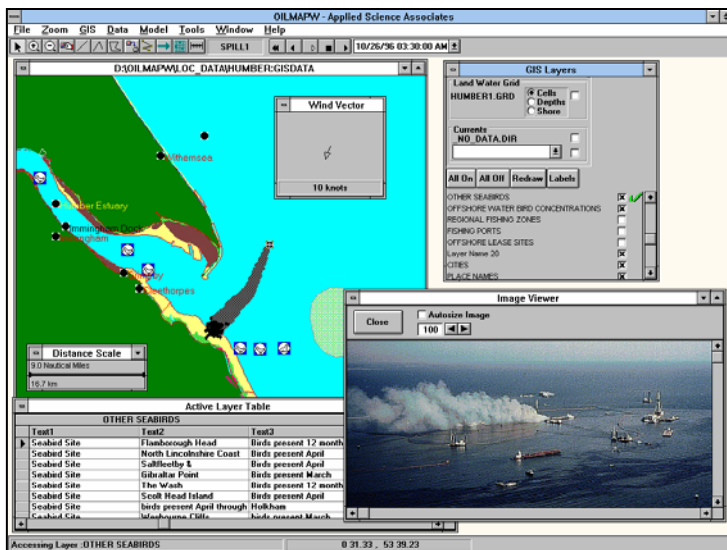 OILMAPW - Applied Science Associates
File Zoom GIS Data Model Tools Window Help
SPILL1
10/26/96 03:30:00 AM
D:\OILMAPW\LOC_DATA\HUMBER:GISDATA
Withernsea
Humber Estuary
Immingham Dock
Cleethorpes
Distance Scale
9.0 Nautical Miles
16.7 km
Wind Vector
10 knots
GIS Layers
Land Water Grid
HUMBER1.GRD
Cells
Depths
Shore
Currents
_NO_DATA.DIR
All On All Off Redraw Labels
OTHER SEABIRDS
OFFSHORE WATER BIRD CONCENTRATIONS
REGIONAL FISHING ZONES
FISHING PORTS
OFFSHORE LEASE SITES
Layer Name 20
CITIES
PLACE NAMES
Image Viewer
Close
Autosize Image
100
Active Layer Table
OTHER SEABIRDS
Text1 Text2 Text3
Seabird Site Flamborough Head Birds present 12 month
Seabird Site North Lincolnshire Coast Birds present April
Seabird Site Saltfleetby & Birds present April
Seabird Site Gibraltar Point Birds present March
Seabird Site The Wash Birds present 12 month
Seabird Site Scolt Head Island Birds present April
Seabird Site birds present April through Holkham
Seabird Site Weybourne Cliffs birds present March
Accessing Layer :OTHER SEABIRDS
0 31.33 , 53 39.23